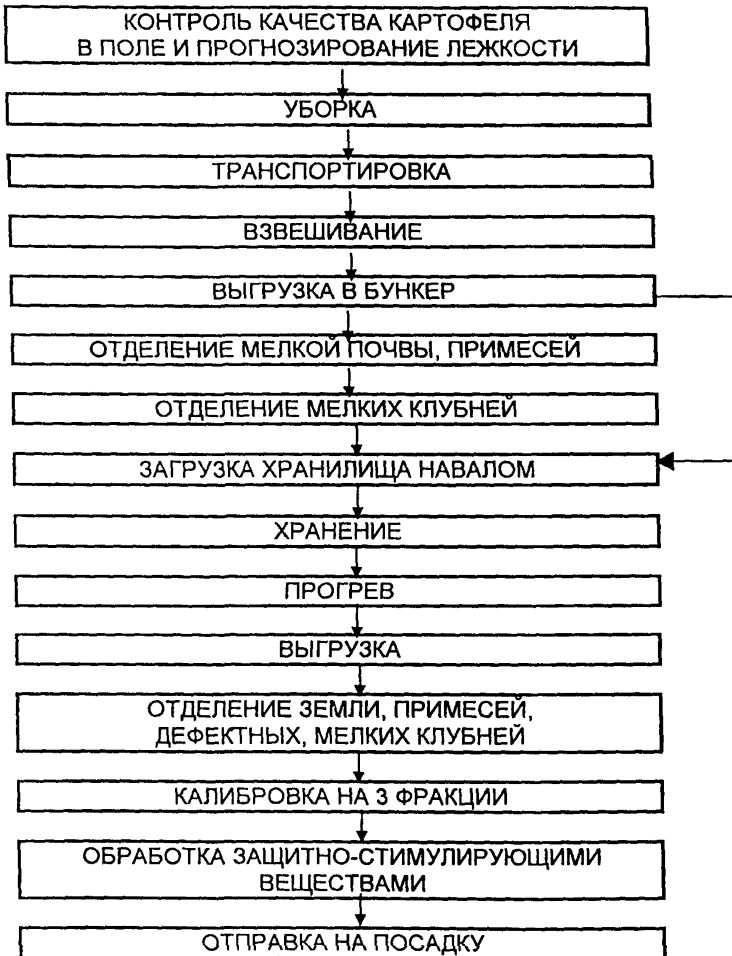 КОНТРОЛЬ КАЧЕСТВА КАРТОФЕЛЯ
В ПОЛЕ И ПРОГНОЗИРОВАНИЕ ЛЕЖКОСТИ
УБОРКА
ТРАНСПОРТИРОВКА
ВЗВЕШИВАНИЕ
ВЫГРУЗКА В БУНКЕР
ОТДЕЛЕНИЕ МЕЛКОЙ ПОЧВЫ, ПРИМЕСЕЙ
ОТДЕЛЕНИЕ МЕЛКИХ КЛУБНЕЙ
ЗАГРУЗКА ХРАНИЛИЩА НАВАЛОМ
ХРАНЕНИЕ
ПРОГРЕВ
ВЫГРУЗКА
ОТДЕЛЕНИЕ ЗЕМЛИ, ПРИМЕСЕЙ,
ДЕФЕКТНЫХ, МЕЛКИХ КЛУБНЕЙ
КАЛИБРОВКА НА 3 ФРАКЦИИ
ОБРАБОТКА ЗАЩИТНО-СТИМУЛИРУЮЩИМИ
ВЕЩЕСТВАМИ
ОТПРАВКА НА ПОСАДКУ